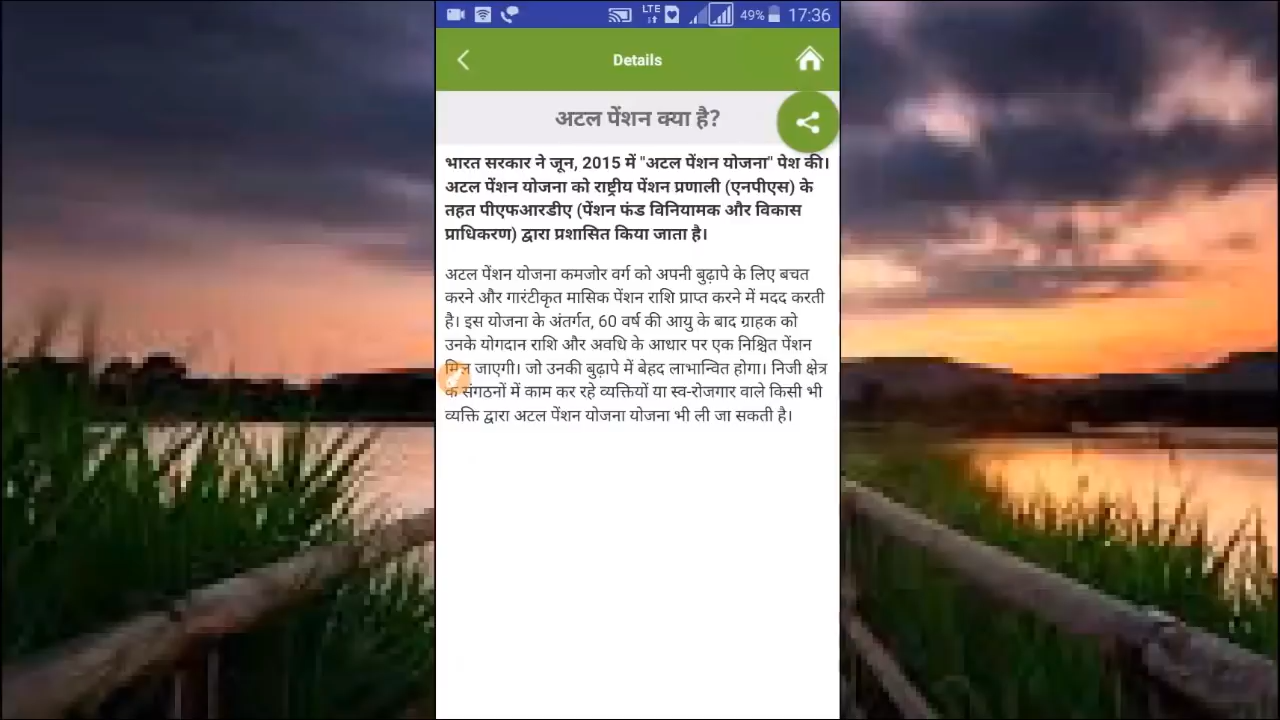 LTE 49% 17:36
Details
अटल पेंशन क्या है?
भारत सरकार ने जून, 2015 में "अटल पेंशन योजना" पेश की।
अटल पेंशन योजना को राष्ट्रीय पेंशन प्रणाली (एनपीएस) के
तहत पीएफआरडीए (पेंशन फंड विनियामक और विकास
प्राधिकरण) द्वारा प्रशासित किया जाता है।
अटल पेंशन योजना कमजोर वर्ग को अपनी बुढ़ापे के लिए बचत
करने और गारंटीकृत मासिक पेंशन राशि प्राप्त करने में मदद करती
है। इस योजना के अंतर्गत, 60 वर्ष की आयु के बाद ग्राहक को
उनके योगदान राशि और अवधि के आधार पर एक निश्चित पेंशन
मिल जाएगी। जो उनकी बुढ़ापे में बेहद लाभान्वित होगा। निजी क्षेत्र
के संगठनों में काम कर रहे व्यक्तियों या स्व-रोजगार वाले किसी भी
व्यक्ति द्वारा अटल पेंशन योजना योजना भी ली जा सकती है।